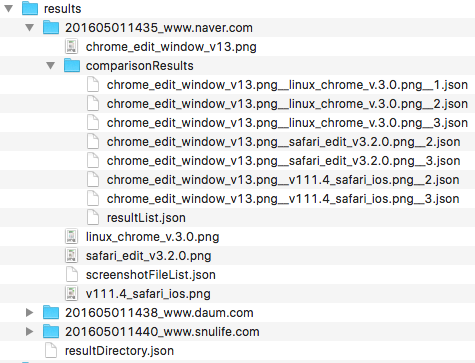 results
201605011435_www.naver.com
chrome_edit_window_v13.png
comparisonResults
chrome_edit_window_v13.png__linux_chrome_v.3.0.png__1.json
chrome_edit_window_v13.png__linux_chrome_v.3.0.png__2.json
chrome_edit_window_v13.png__linux_chrome_v.3.0.png__3.json
chrome_edit_window_v13.png__safari_edit_v3.2.0.png__2.json
chrome_edit_window_v13.png__safari_edit_v3.2.0.png__3.json
chrome_edit_window_v13.png__v111.4_safari_ios.png__2.json
chrome_edit_window_v13.png__v111.4_safari_ios.png__3.json
resultList.json
linux_chrome_v.3.0.png
safari_edit_v3.2.0.png
screenshotFileList.json
v111.4_safari_ios.png
201605011438_www.daum.com
201605011440_www.snulife.com
resultDirectory.json